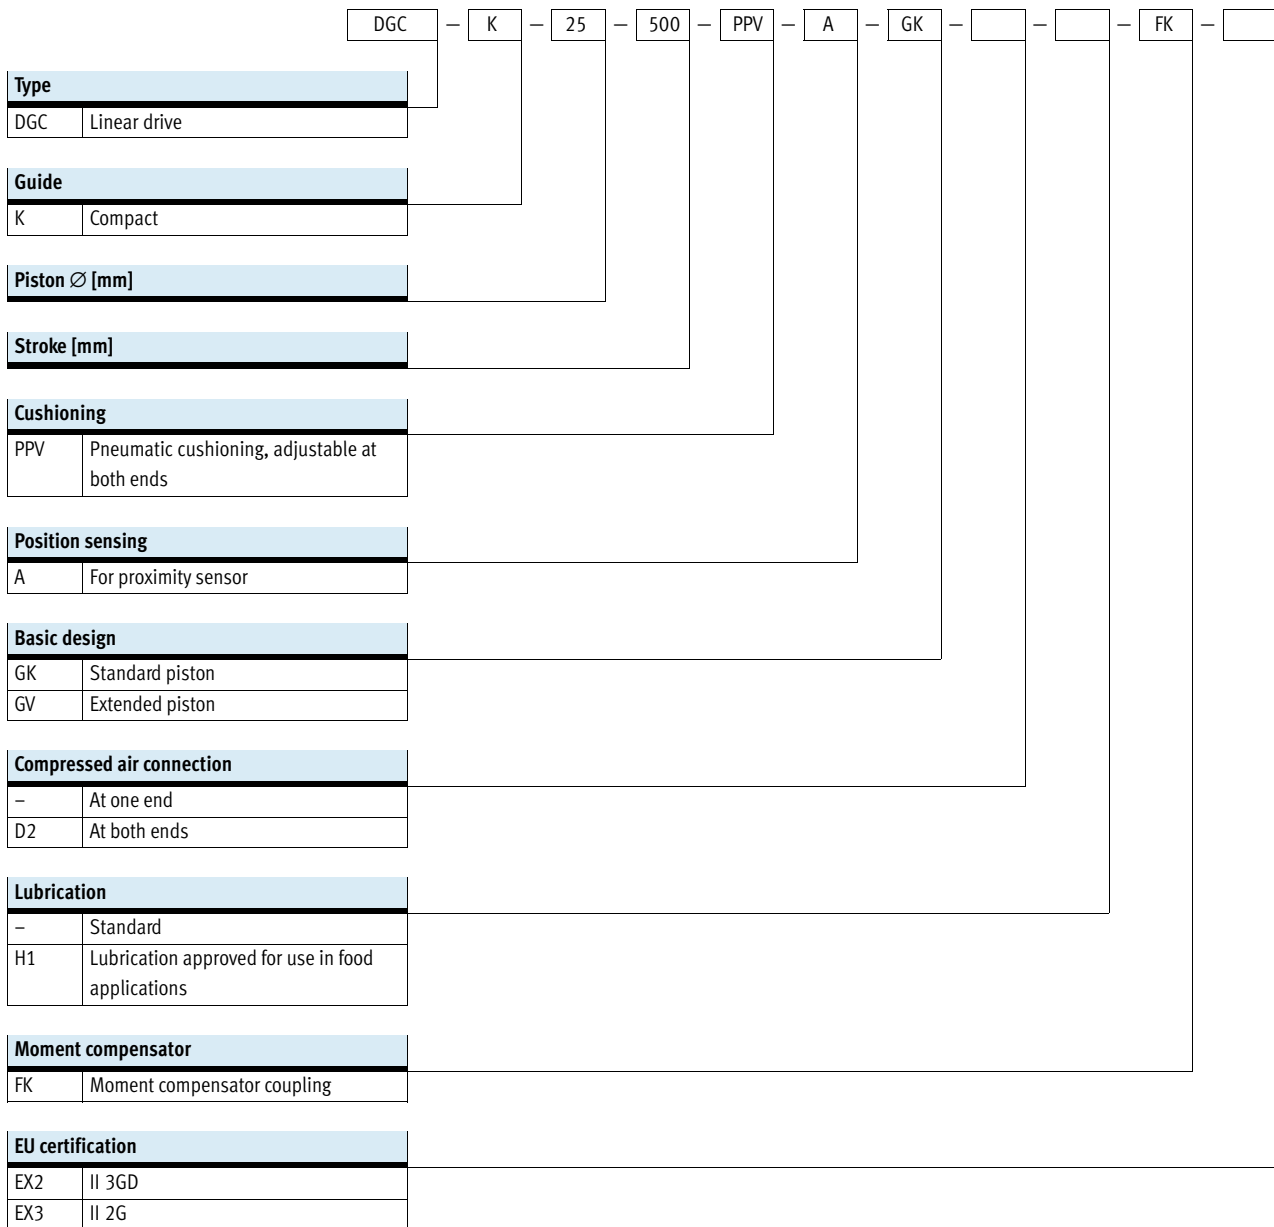 DGC – K – 25 – 500 – PPV – A – GK – – – FK –
Type
DGC Linear drive
Guide
K Compact
Piston ∅ [mm]
Stroke [mm]
Cushioning
PPV Pneumatic cushioning, adjustable at
both ends
Position sensing
A For proximity sensor
Basic design
GK Standard piston
GV Extended piston
Compressed air connection
– At one end
D2 At both ends
Lubrication
– Standard
H1 Lubrication approved for use in food
applications
Moment compensator
FK Moment compensator coupling
EU certification
EX2 II 3GD
EX3 II 2G